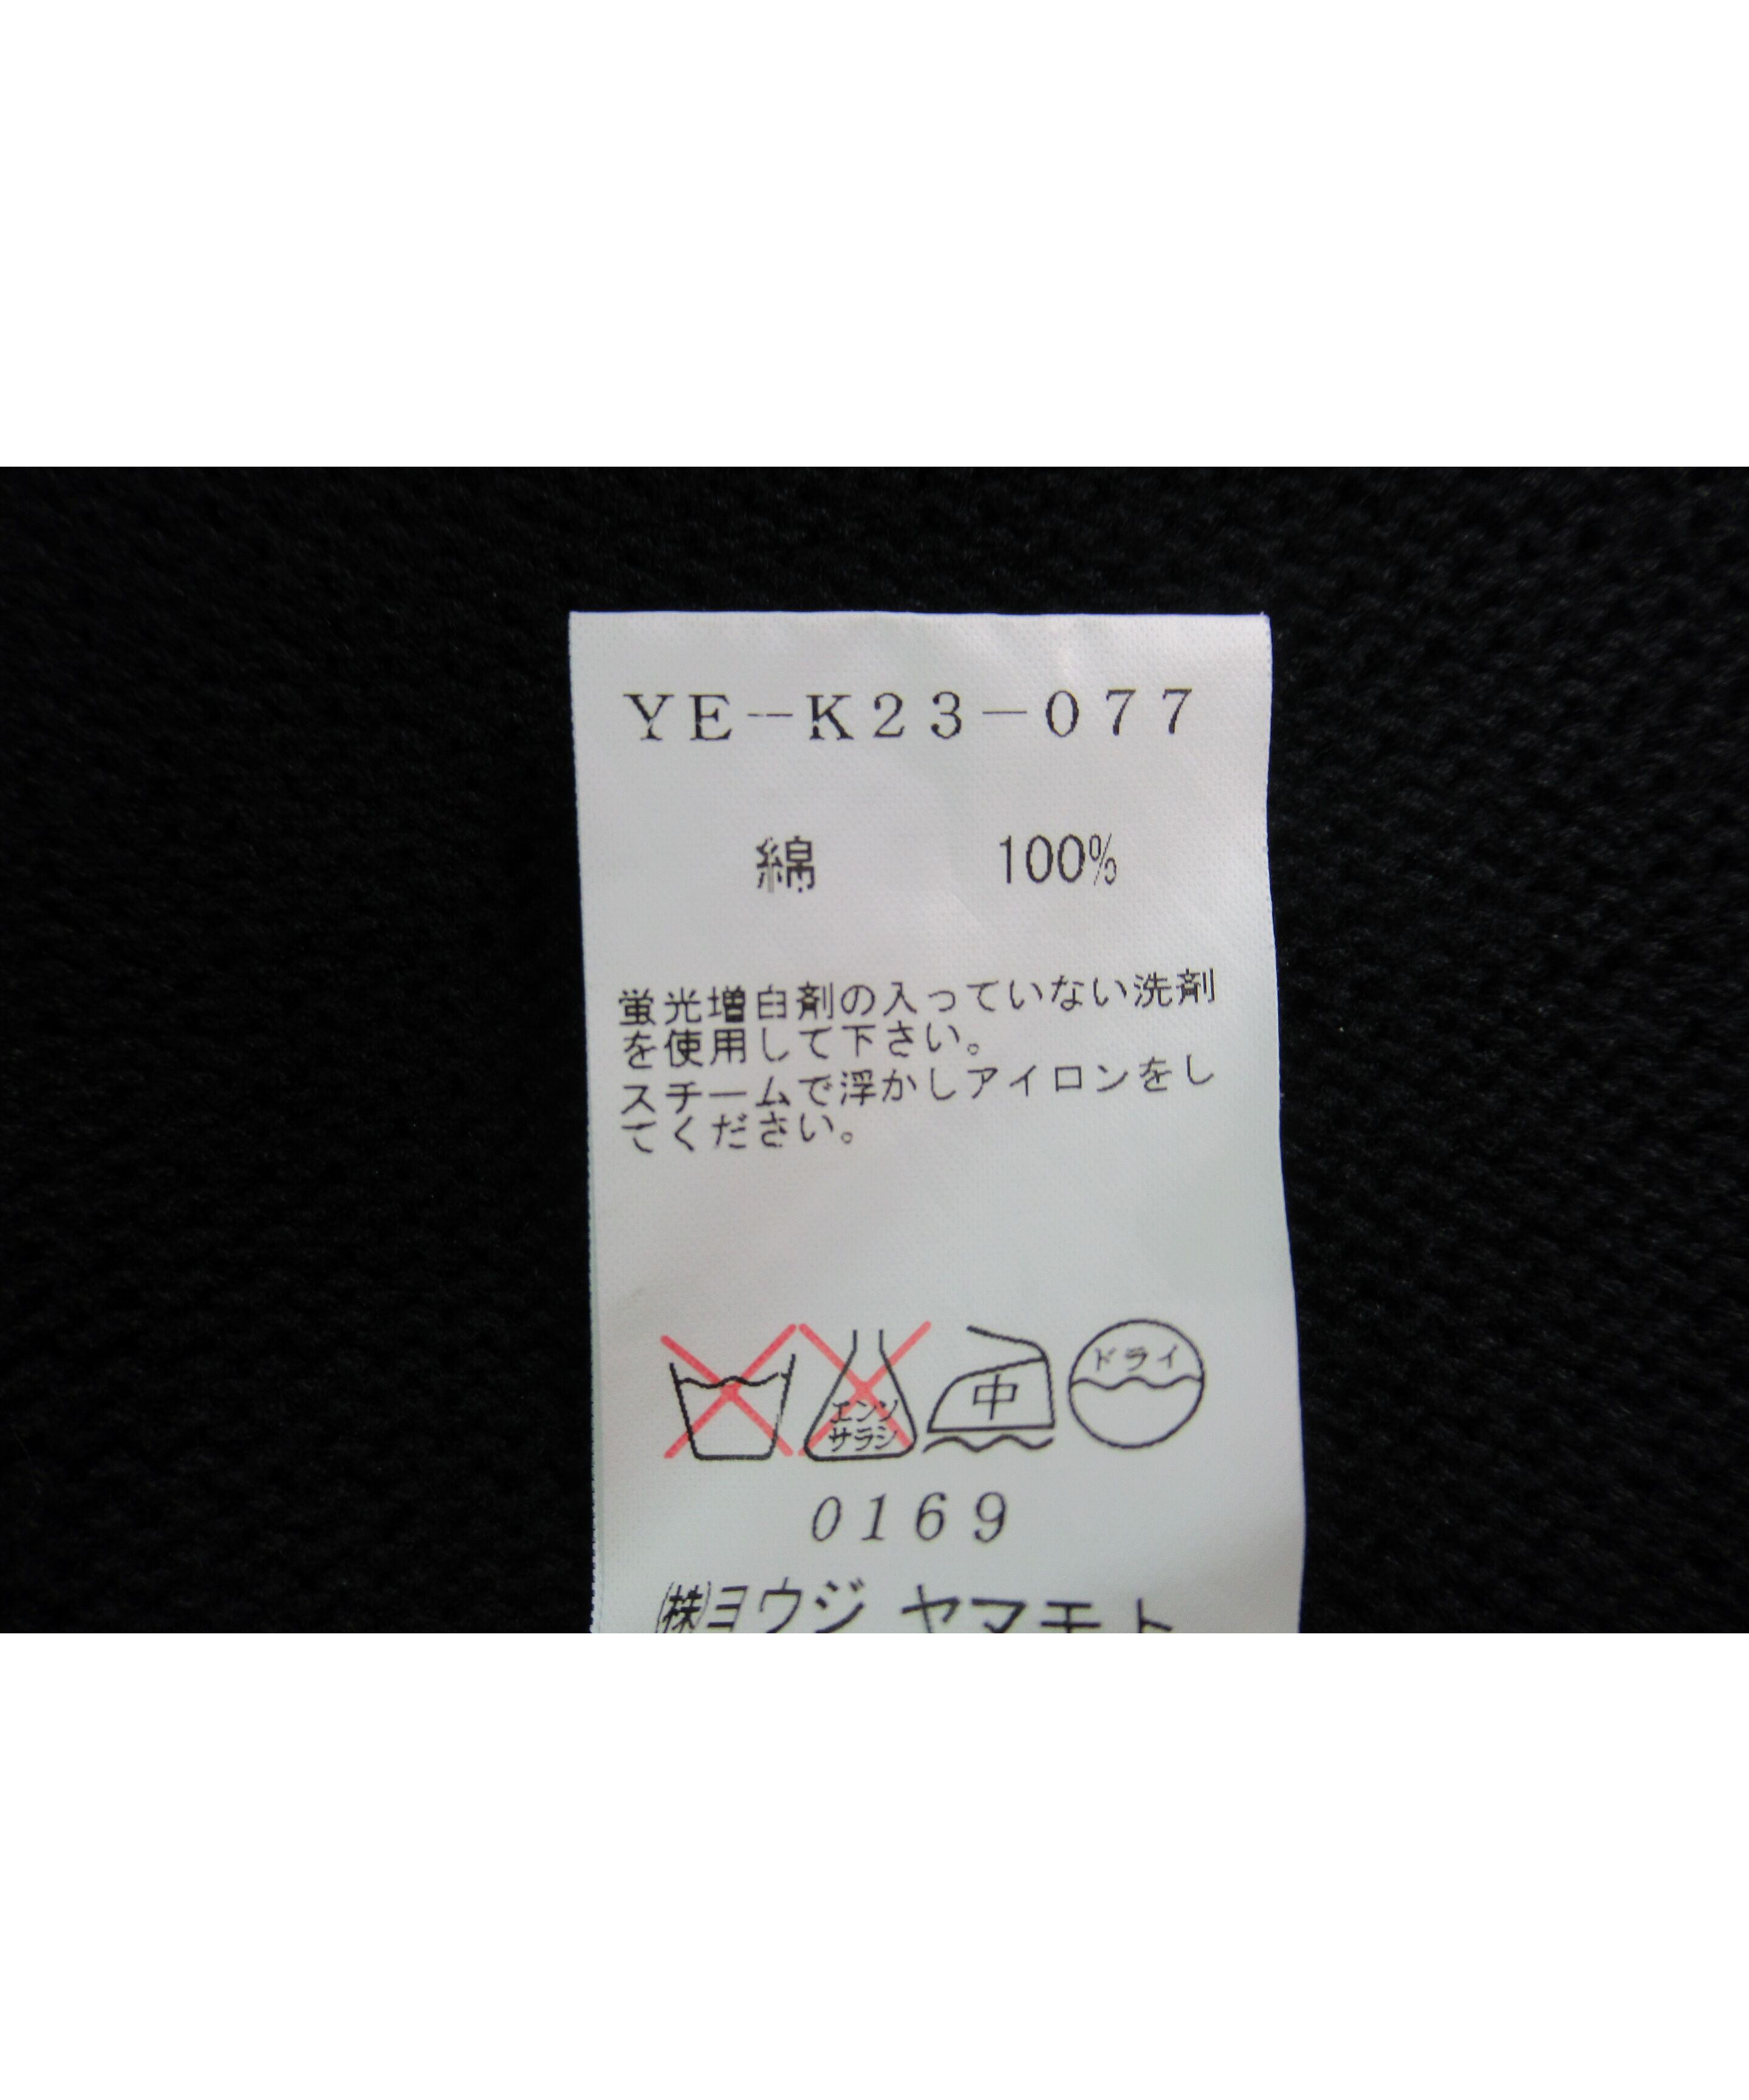 YE-K23-077
綿 100%
蛍光増白剤の入っていない洗剤
を使用して下さい。
スチームで浮かしアイロンをし
てください。
エンソ
サラシ
中
ドライ
0169
㈱ヨウジ ヤマモト